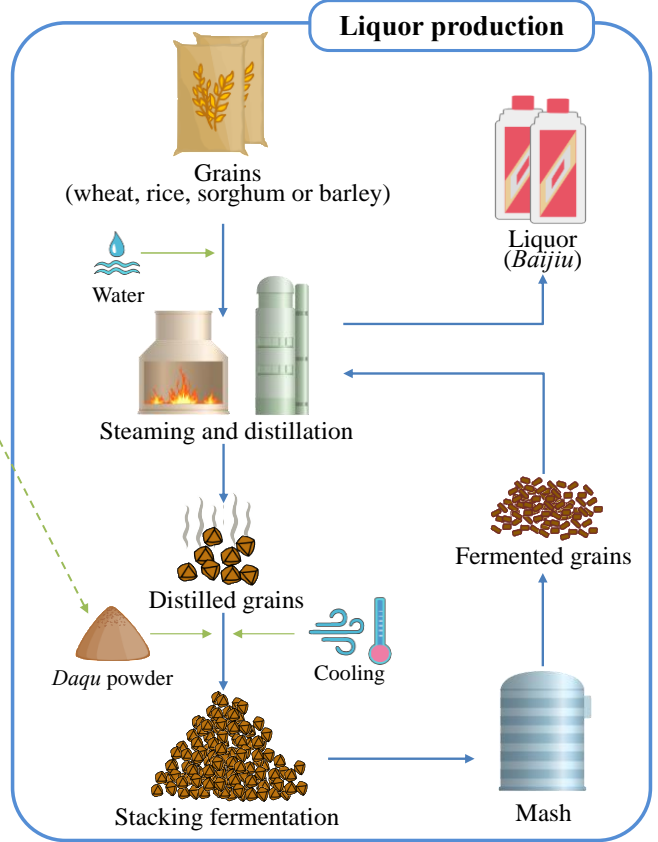 Liquor production
Grains
(wheat, rice, sorghum or barley)
Water
Steaming and distillation
Distilled grains
Daqu powder
Cooling
Stacking fermentation
Mash
Fermented grains
Liquor
(Baijiu)